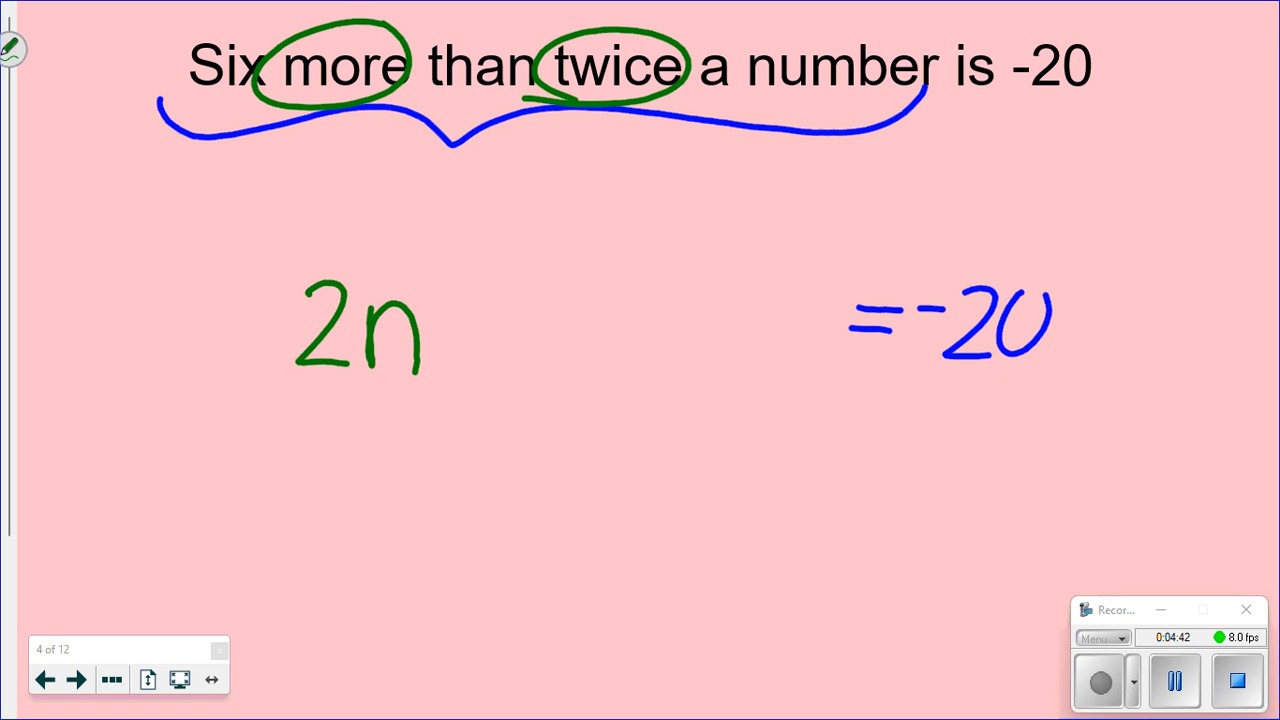 Six more than twice a number is -20
2n =-20
4 of 12
Recor...
Menu
0:04:42 8.0 fps